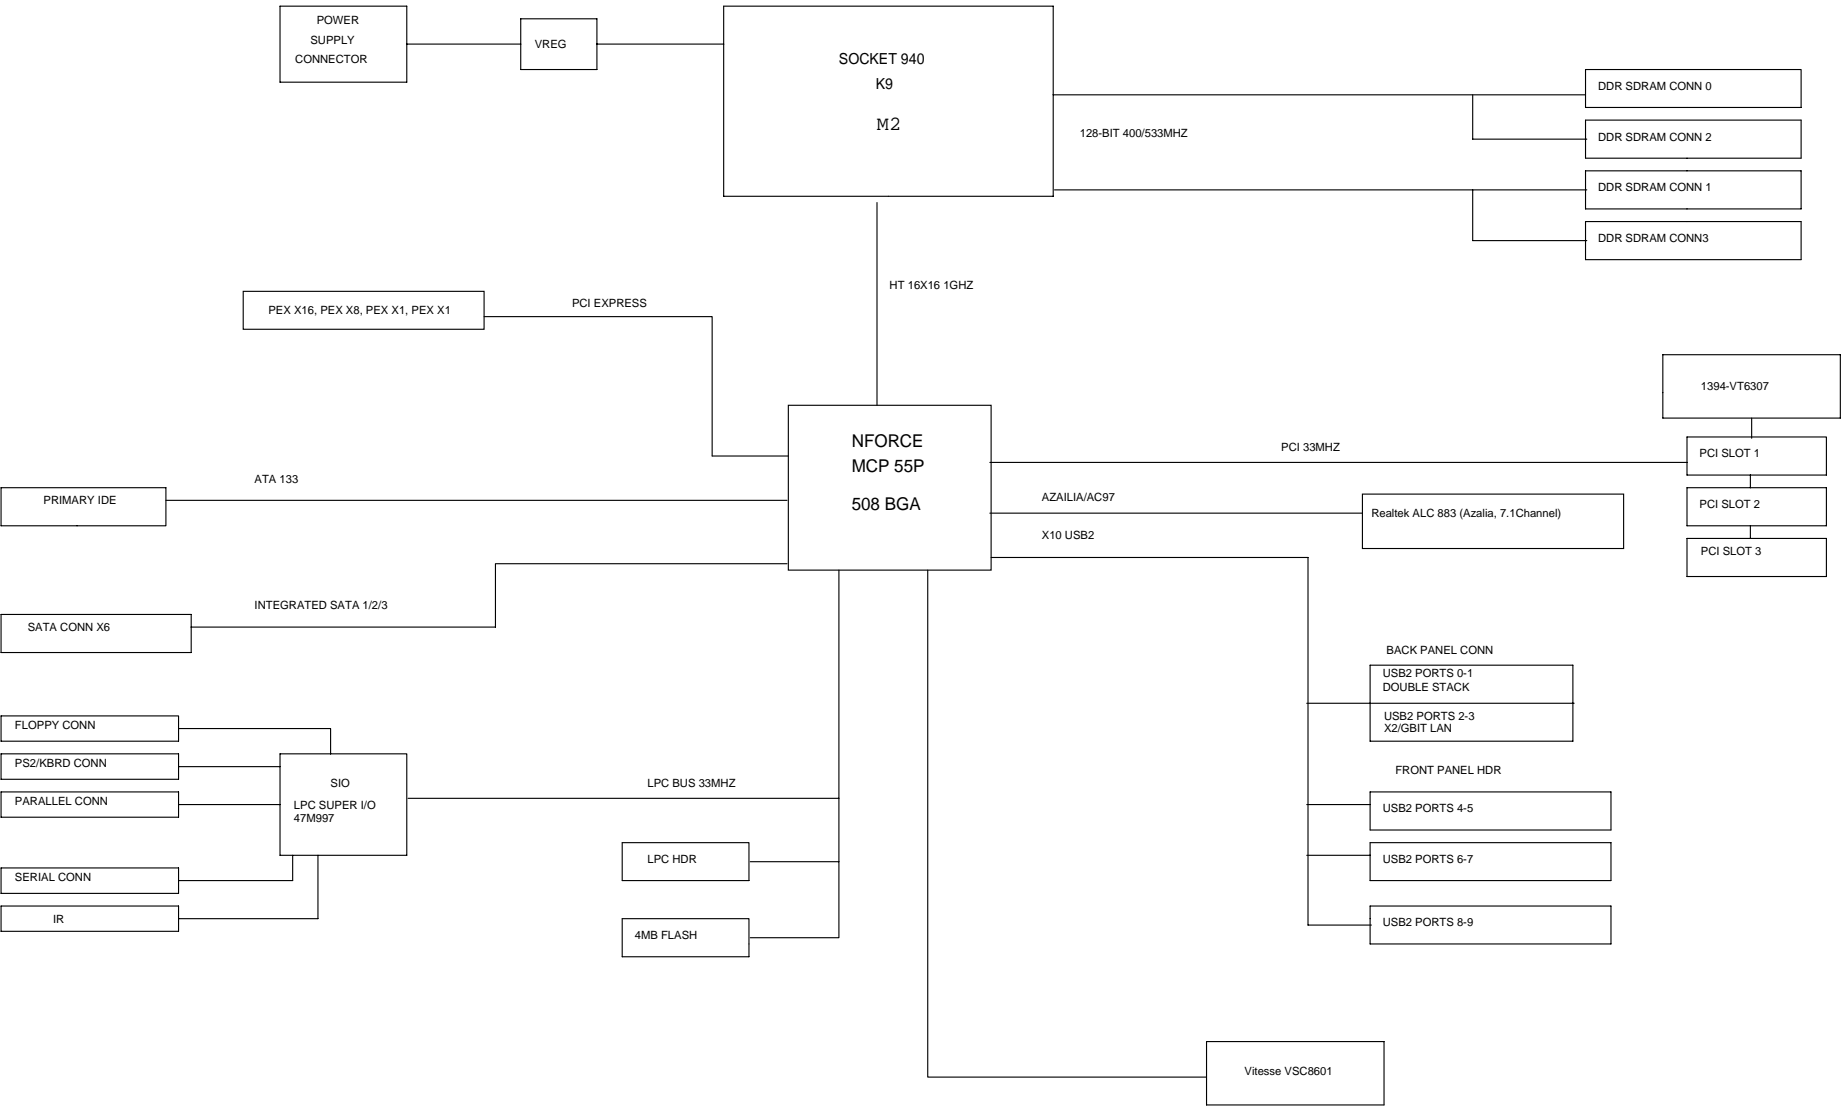 POWER
SUPPLY
CONNECTOR
VREG
SOCKET 940
K9
M2
128-BIT 400/533MHZ
DDR SDRAM CONN 0
DDR SDRAM CONN 2
DDR SDRAM CONN 1
DDR SDRAM CONN3
HT 16X16 1GHZ
PEX X16, PEX X8, PEX X1, PEX X1
PCI EXPRESS
1394-VT6307
NFORCE
MCP 55P
508 BGA
PCI 33MHZ
PCI SLOT 1
PCI SLOT 2
PCI SLOT 3
ATA 133
PRIMARY IDE
AZAILIA/AC97
Realtek ALC 883 (Azalia, 7.1Channel)
X10 USB2
INTEGRATED SATA 1/2/3
SATA CONN X6
BACK PANEL CONN
USB2 PORTS 0-1
DOUBLE STACK
USB2 PORTS 2-3
X2/GBIT LAN
FLOPPY CONN
PS2/KBRD CONN
PARALLEL CONN
SERIAL CONN
IR
SIO
LPC SUPER I/O
47M997
LPC BUS 33MHZ
LPC HDR
4MB FLASH
FRONT PANEL HDR
USB2 PORTS 4-5
USB2 PORTS 6-7
USB2 PORTS 8-9
Vitesse VSC8601